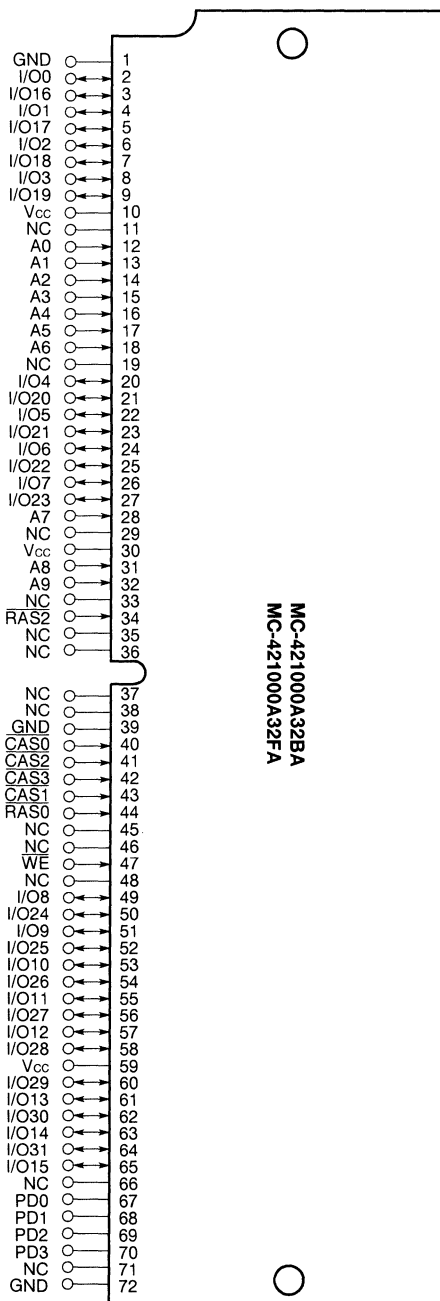 GND 1
I/O0 2
I/O16 3
I/O1 4
I/O17 5
I/O2 6
I/O18 7
I/O3 8
I/O19 9
Vcc 10
NC 11
A0 12
A1 13
A2 14
A3 15
A4 16
A5 17
A6 18
NC 19
I/O4 20
I/O20 21
I/O5 22
I/O21 23
I/O6 24
I/O22 25
I/O7 26
I/O23 27
A7 28
NC 29
Vcc 30
A8 31
A9 32
NC 33
R̅A̅S̅2̅ 34
NC 35
NC 36
NC 37
NC 38
GND 39
C̅A̅S̅0̅ 40
C̅A̅S̅2̅ 41
C̅A̅S̅3̅ 42
C̅A̅S̅1̅ 43
R̅A̅S̅0̅ 44
NC 45
NC 46
W̅E̅ 47
NC 48
I/O8 49
I/O24 50
I/O9 51
I/O25 52
I/O10 53
I/O26 54
I/O11 55
I/O27 56
I/O12 57
I/O28 58
Vcc 59
I/O29 60
I/O13 61
I/O30 62
I/O14 63
I/O31 64
I/O15 65
NC 66
PD0 67
PD1 68
PD2 69
PD3 70
NC 71
GND 72
MC-421000A32BA
MC-421000A32FA